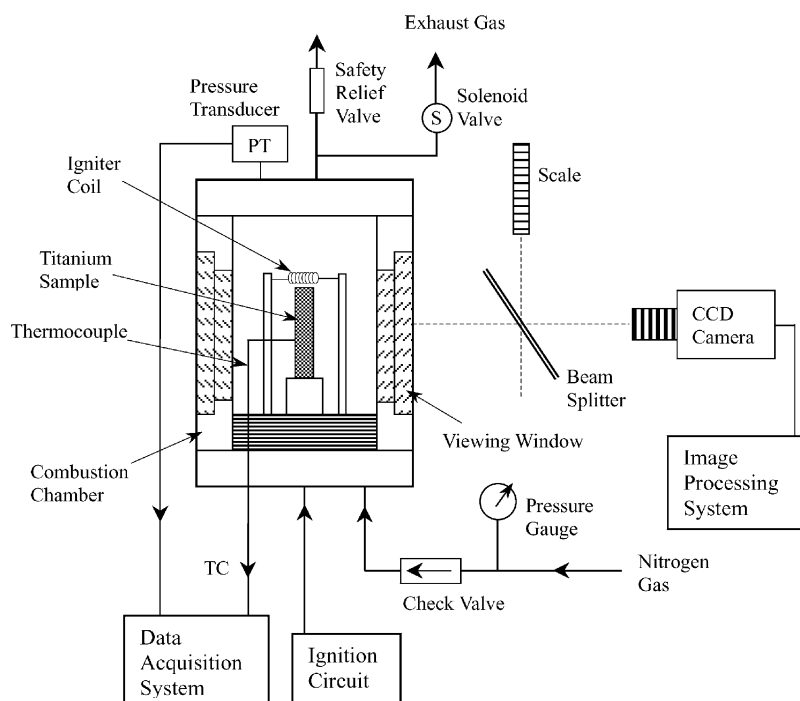 Exhaust Gas
Safety
Relief
Valve
Solenoid
Valve
S
Pressure
Transducer
PT
Igniter
Coil
Scale
Titanium
Sample
Thermocouple
CCD
Camera
Beam
Splitter
Viewing Window
Combustion
Chamber
Image
Processing
System
Pressure
Gauge
TC
Nitrogen
Gas
Check Valve
Data
Acquisition
System
Ignition
Circuit